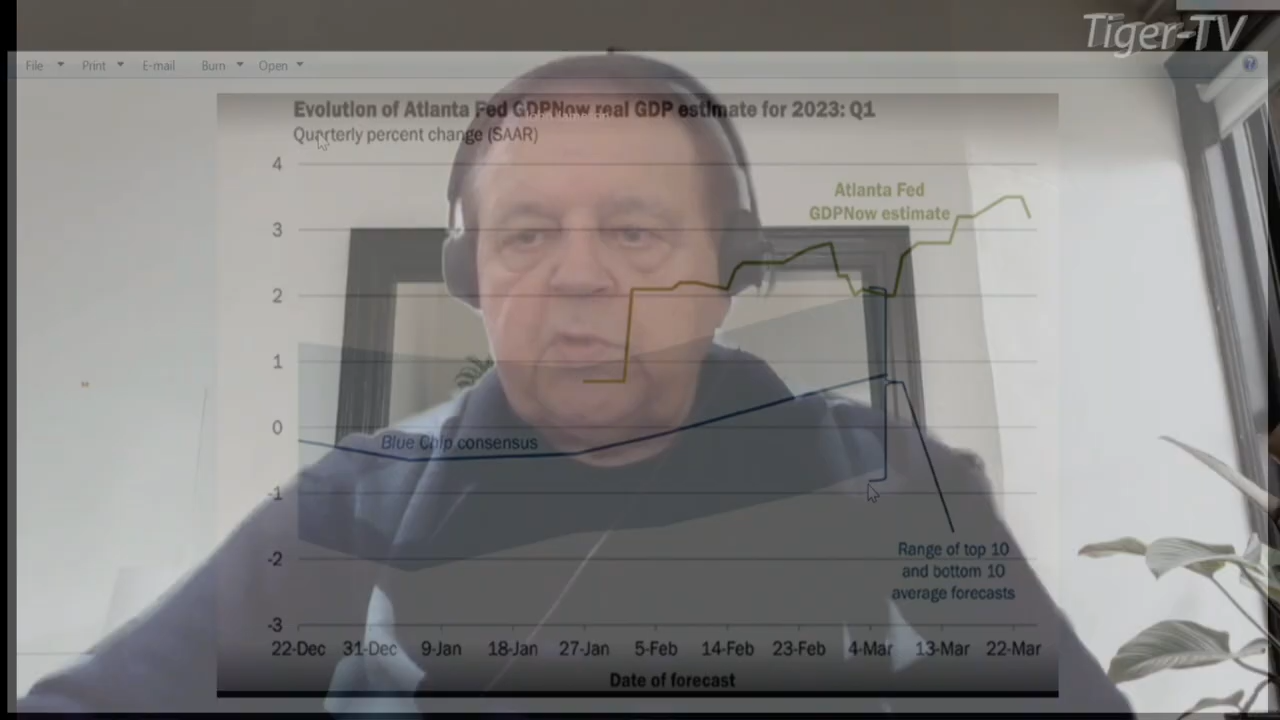 Tiger-TV
File Print E-mail Burn Open
Evolution of Atlanta Fed GDPNow real GDP estimate for 2023: Q1
Quarterly percent change (SAAR)
4
3
2
1
0
-1
-2
-3
Atlanta Fed
GDPNow estimate
Blue Chip consensus
Range of top 10
and bottom 10
average forecasts
22-Dec 31-Dec 9-Jan 18-Jan 27-Jan 5-Feb 14-Feb 23-Feb 4-Mar 13-Mar 22-Mar
Date of forecast